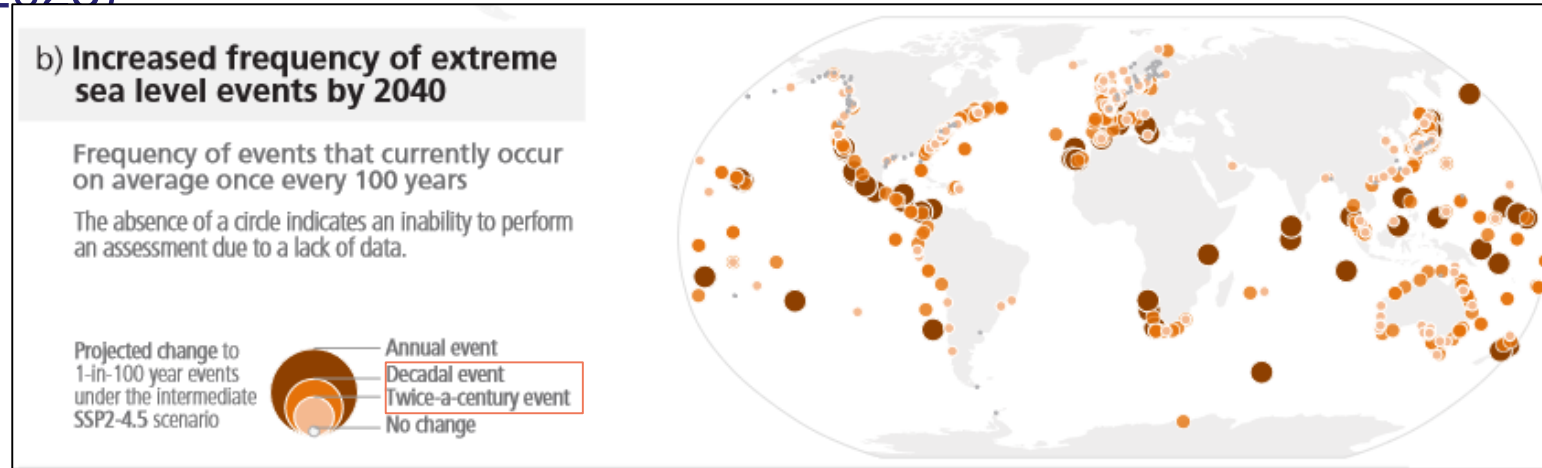 b) Increased frequency of extreme
sea level events by 2040
Frequency of events that currently occur
on average once every 100 years
The absence of a circle indicates an inability to perform
an assessment due to a lack of data.
Projected change to
1-in-100 year events
under the intermediate
SSP2-4.5 scenario
Annual event
Decadal event
Twice-a-century event
No change